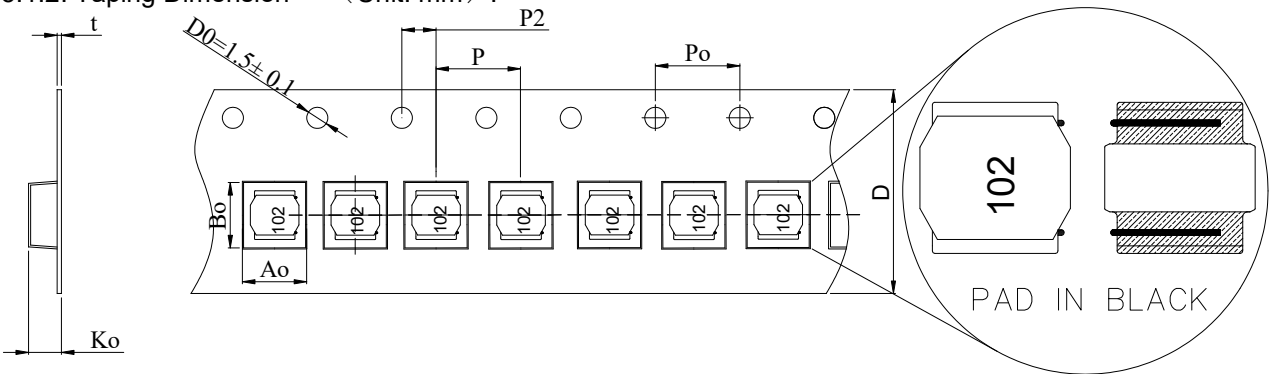 Taping Dimension （Unit: mm）:
t
D0=1.5± 0.1
P2
P
Po
Bo
Ao
D
Ko
102
102
102
102
102
102
102
102
PAD IN BLACK